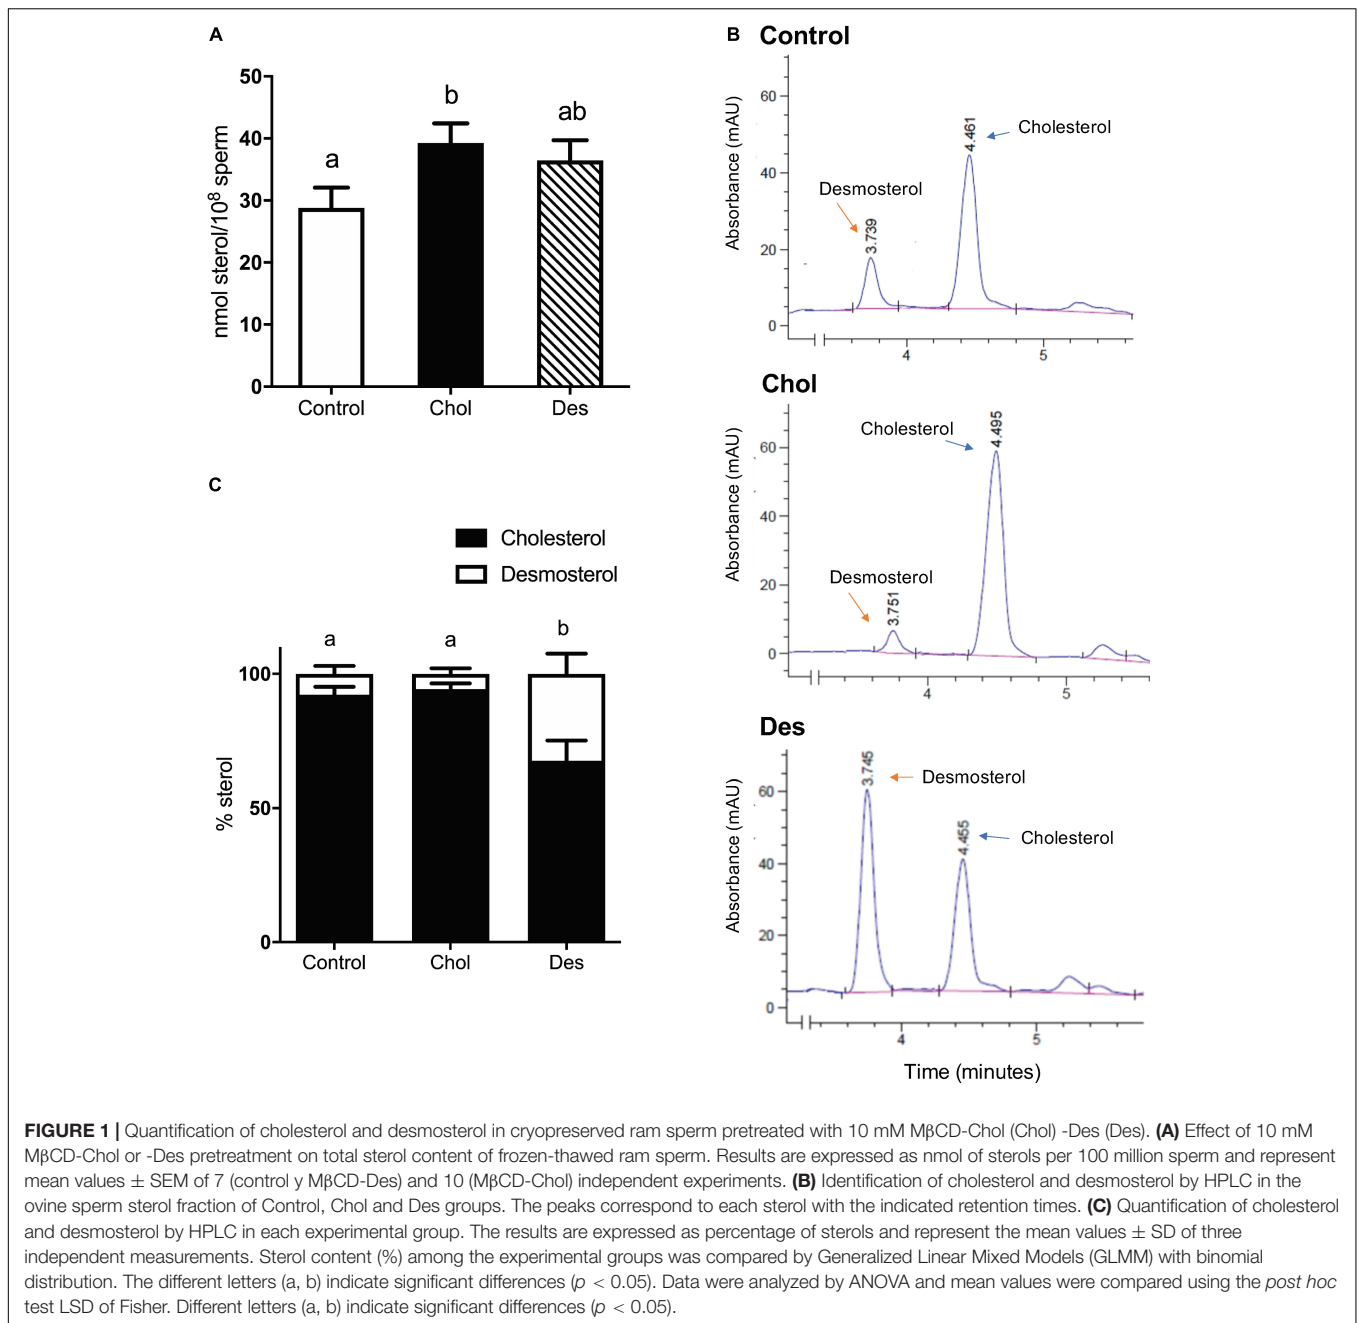 A
nmol sterol/10⁸ sperm
50
40
30
20
10
0
a
b
ab
Control
Chol
Des
B
Control
Absorbance (mAU)
60
40
20
0
Desmosterol
3.739
4.461
Cholesterol
4
5
Chol
Absorbance (mAU)
60
40
20
0
Cholesterol
4.495
Desmosterol
3.751
4
5
Des
Absorbance (mAU)
60
40
20
0
3.745
Desmosterol
4.455
Cholesterol
4
5
Time (minutes)
C
Cholesterol
Desmosterol
% sterol
100
50
0
a
a
b
Control
Chol
Des
FIGURE 1 | Quantification of cholesterol and desmosterol in cryopreserved ram sperm pretreated with 10 mM MβCD-Chol (Chol) -Des (Des). (A) Effect of 10 mM
MβCD-Chol or -Des pretreatment on total sterol content of frozen-thawed ram sperm. Results are expressed as nmol of sterols per 100 million sperm and represent
mean values ± SEM of 7 (control y MβCD-Des) and 10 (MβCD-Chol) independent experiments. (B) Identification of cholesterol and desmosterol by HPLC in the
ovine sperm sterol fraction of Control, Chol and Des groups. The peaks correspond to each sterol with the indicated retention times. (C) Quantification of cholesterol
and desmosterol by HPLC in each experimental group. The results are expressed as percentage of sterols and represent the mean values ± SD of three
independent measurements. Sterol content (%) among the experimental groups was compared by Generalized Linear Mixed Models (GLMM) with binomial
distribution. The different letters (a, b) indicate significant differences (p < 0.05). Data were analyzed by ANOVA and mean values were compared using the post hoc
test LSD of Fisher. Different letters (a, b) indicate significant differences (p < 0.05).